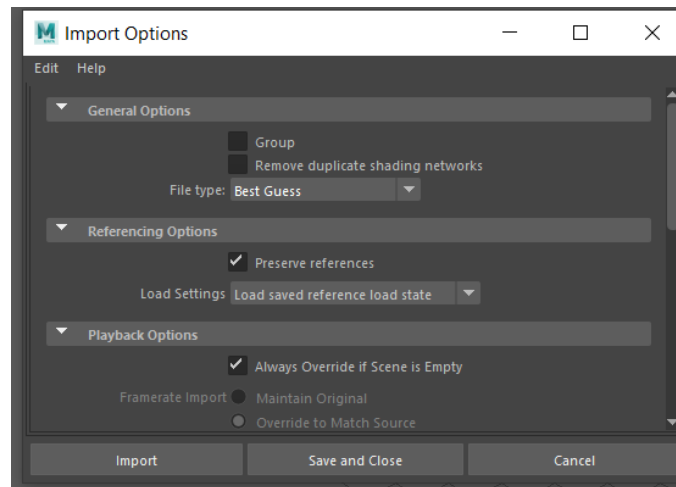 Import Options
Edit Help
General Options
Group
Remove duplicate shading networks
File type: Best Guess
Referencing Options
Preserve references
Load Settings Load saved reference load state
Playback Options
Always Override if Scene is Empty
Framerate Import Maintain Original
Override to Match Source
Import Save and Close Cancel